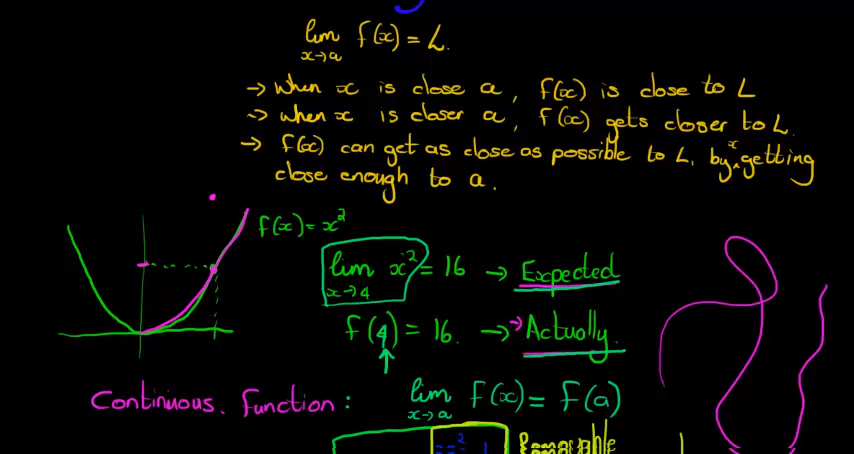 lim f(x) = L.
x→a
→ When x is close a, f(x) is close to L
→ when x is closer a, f(x) gets closer to L.
→ f(x) can get as close as possible to L, by x getting
close enough to a.
f(x) = x²
lim x² = 16 → Expected
x→4
f(4) = 16. → Actually.
Continuous. Function : lim f(x) = f(a)
x→a
Removable